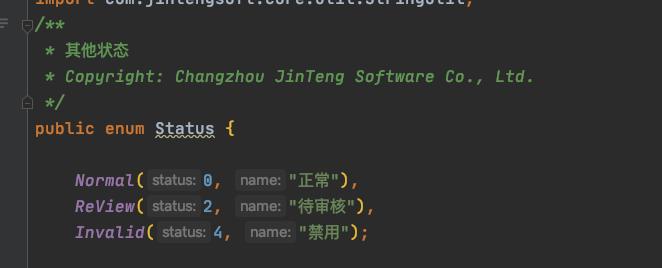 import com.jintengsoft.core.util.StringUtil;
/**
* 其他状态
* Copyright: Changzhou JinTeng Software Co., Ltd.
*/
public enum Status {
Normal( status: 0, name: "正常"),
ReView( status: 2, name: "待审核"),
Invalid( status: 4, name: "禁用");